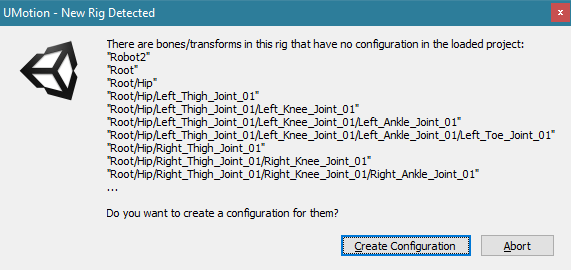 UMotion - New Rig Detected
There are bones/transforms in this rig that have no configuration in the loaded project:
"Robot2"
"Root"
"Root/Hip"
"Root/Hip/Left_Thigh_Joint_01"
"Root/Hip/Left_Thigh_Joint_01/Left_Knee_Joint_01"
"Root/Hip/Left_Thigh_Joint_01/Left_Knee_Joint_01/Left_Ankle_Joint_01"
"Root/Hip/Left_Thigh_Joint_01/Left_Knee_Joint_01/Left_Ankle_Joint_01/Left_Toe_Joint_01"
"Root/Hip/Right_Thigh_Joint_01"
"Root/Hip/Right_Thigh_Joint_01/Right_Knee_Joint_01"
"Root/Hip/Right_Thigh_Joint_01/Right_Knee_Joint_01/Right_Ankle_Joint_01"
...
Do you want to create a configuration for them?
Create Configuration
Abort